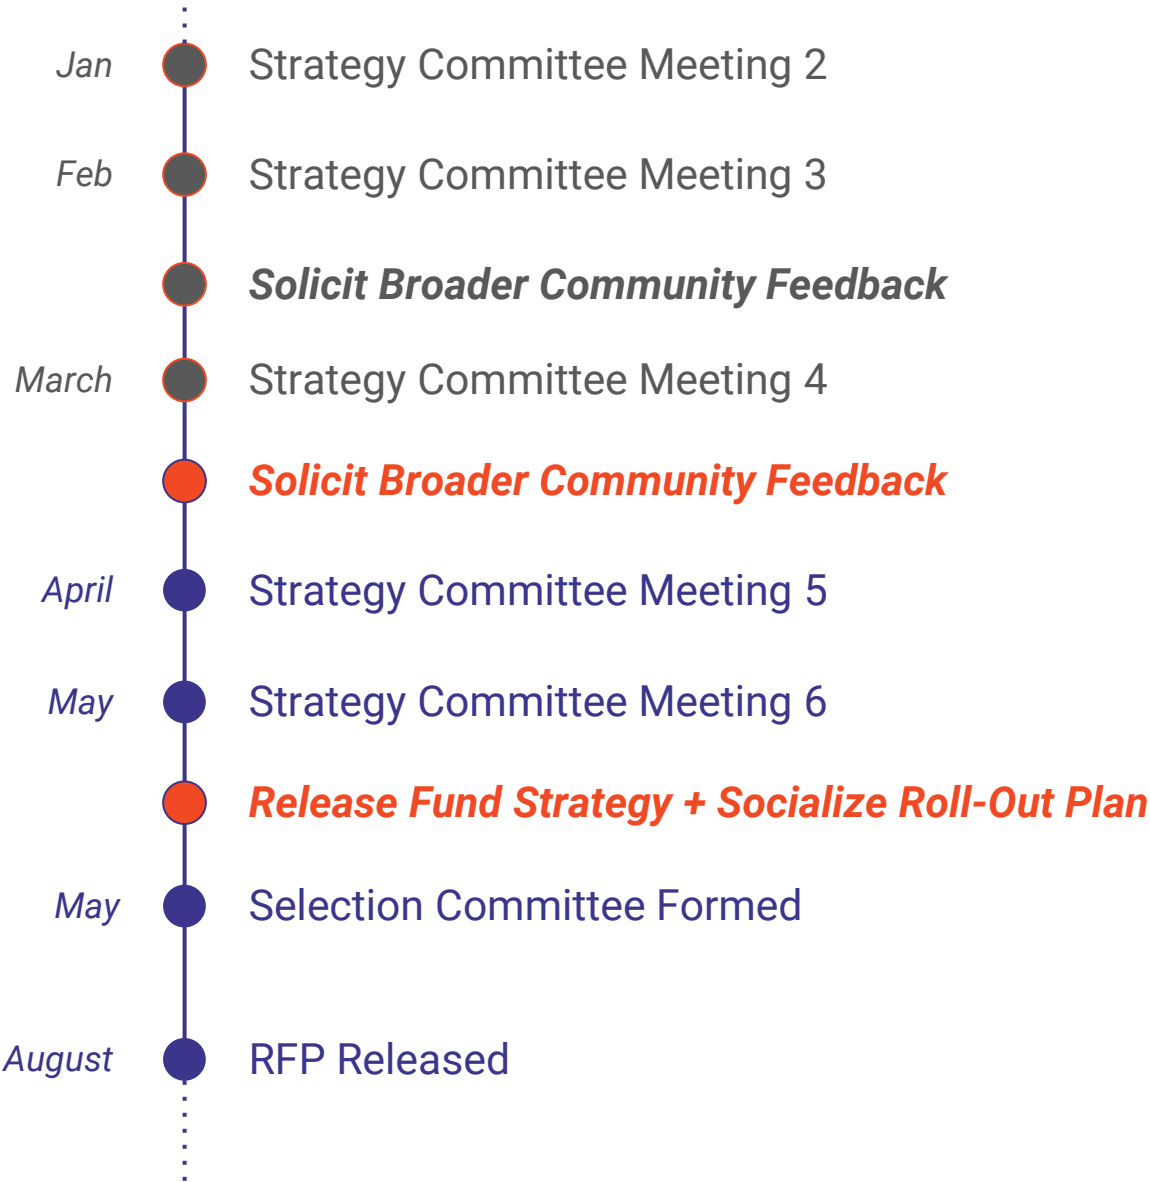 Jan Strategy Committee Meeting 2
Feb Strategy Committee Meeting 3
Solicit Broader Community Feedback
March Strategy Committee Meeting 4
Solicit Broader Community Feedback
April Strategy Committee Meeting 5
May Strategy Committee Meeting 6
Release Fund Strategy + Socialize Roll-Out Plan
May Selection Committee Formed
August RFP Released